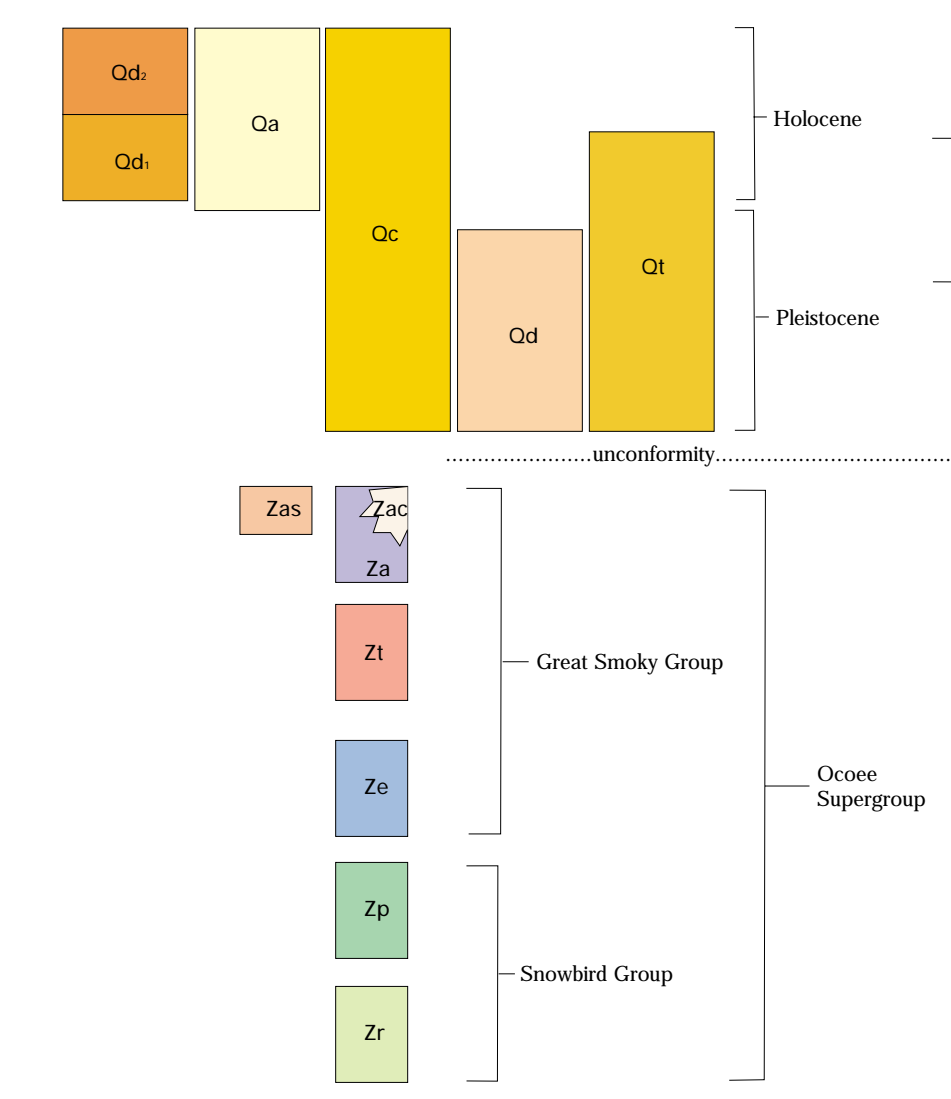 Qd2
Qa
Holocene
Qd1
Qc
Qt
Pleistocene
Qd
......................unconformity....................................
Zas
Zac
Za
Zt
Great Smoky Group
Ze
Ocoee
Supergroup
Zp
Snowbird Group
Zr